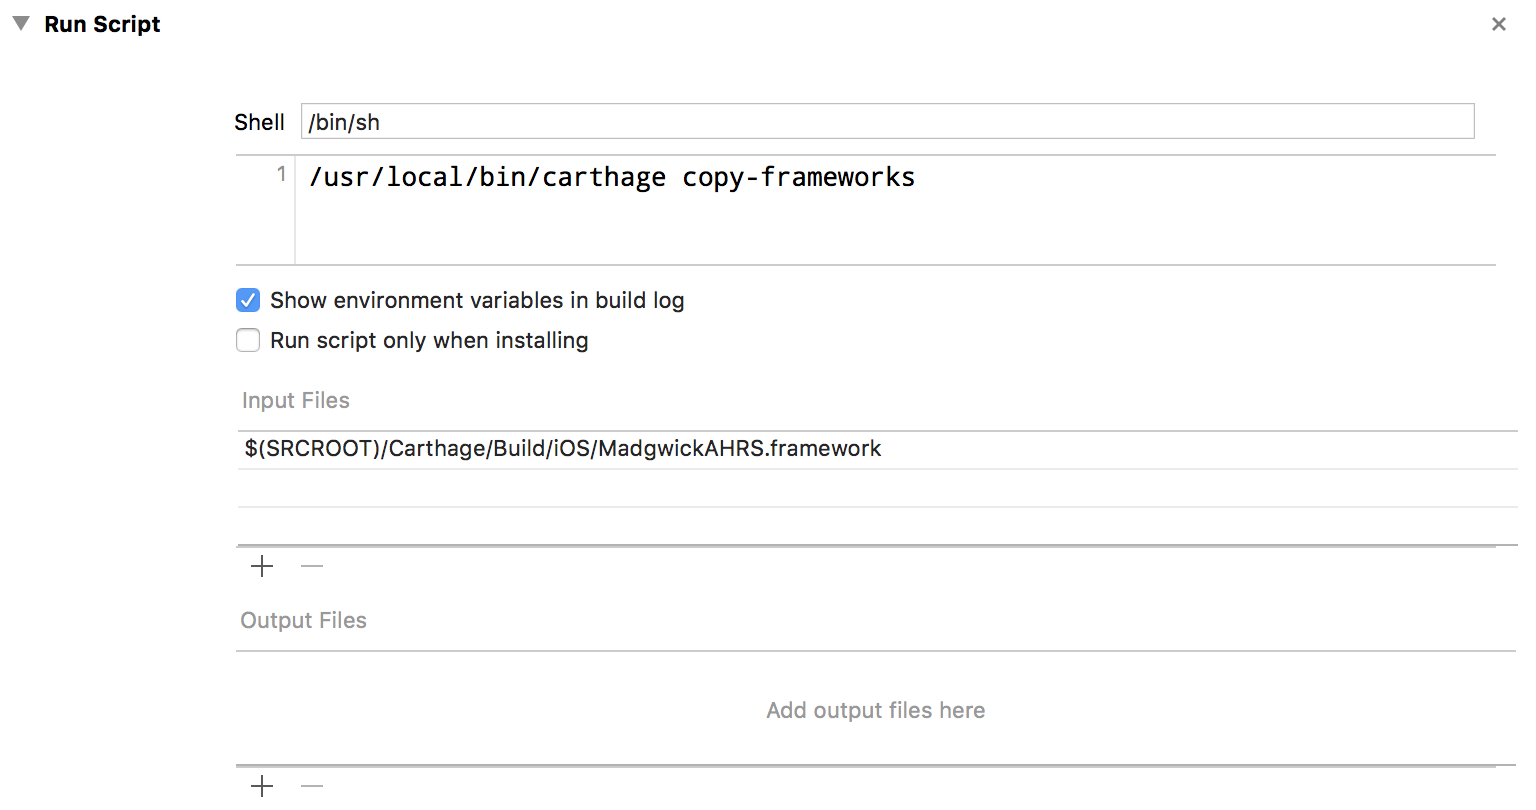 Run Script
Shell /bin/sh
1 /usr/local/bin/carthage copy-frameworks
Show environment variables in build log
Run script only when installing
Input Files
$(SRCROOT)/Carthage/Build/iOS/MadgwickAHRS.framework
Output Files
Add output files here